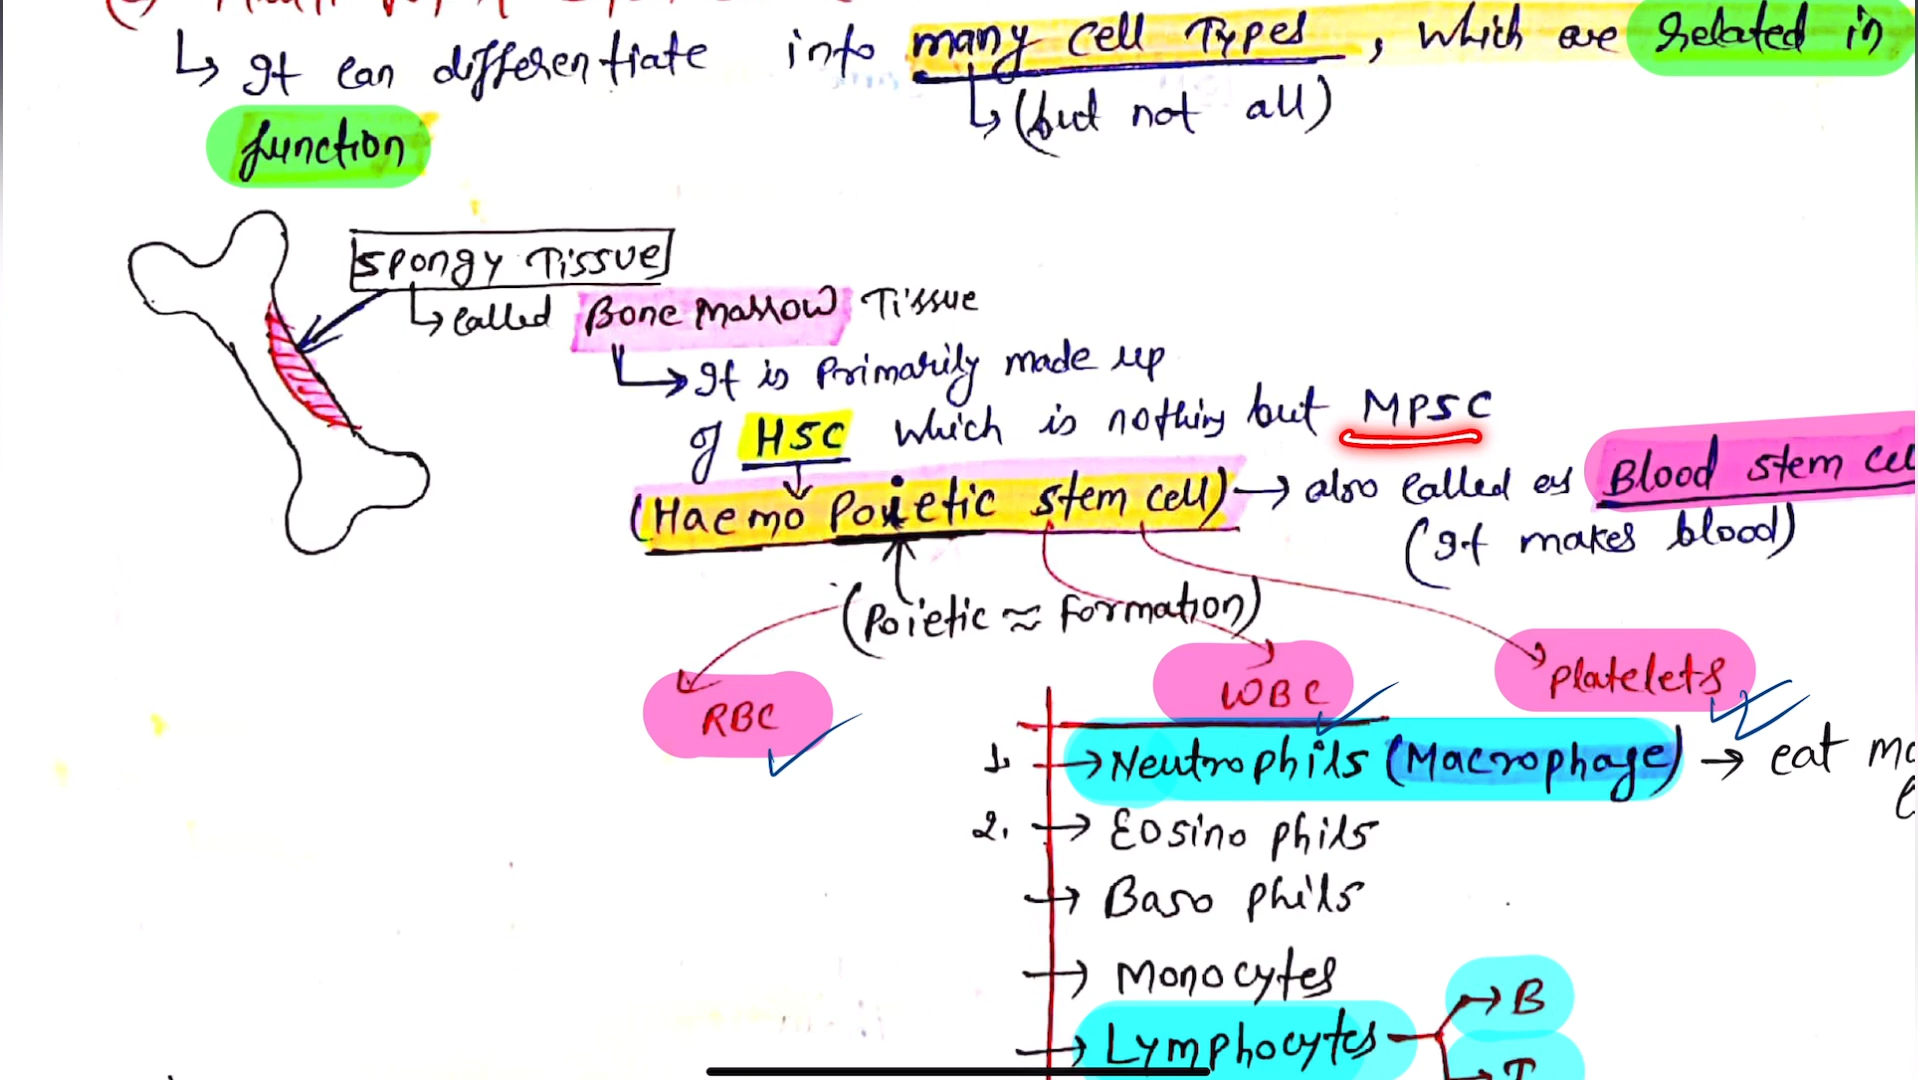 ↳ It can differentiate into many cell Types, which are related in
↳ (but not all)
function
Spongy Tissue
↳ called Bone Marrow Tissue
↳ It is Primarily made up
of HSC which is nothing but MPSC
(Haemo Poietic stem cell) → also called as Blood stem cel
(It makes blood)
(Poietic ≈ Formation)
RBC WBC Platelets
1. → Neutrophils (Macrophage) → eat
2. → Eosino phils
→ Baso phils
→ Monocytes
→ Lymphocytes → B
→ T